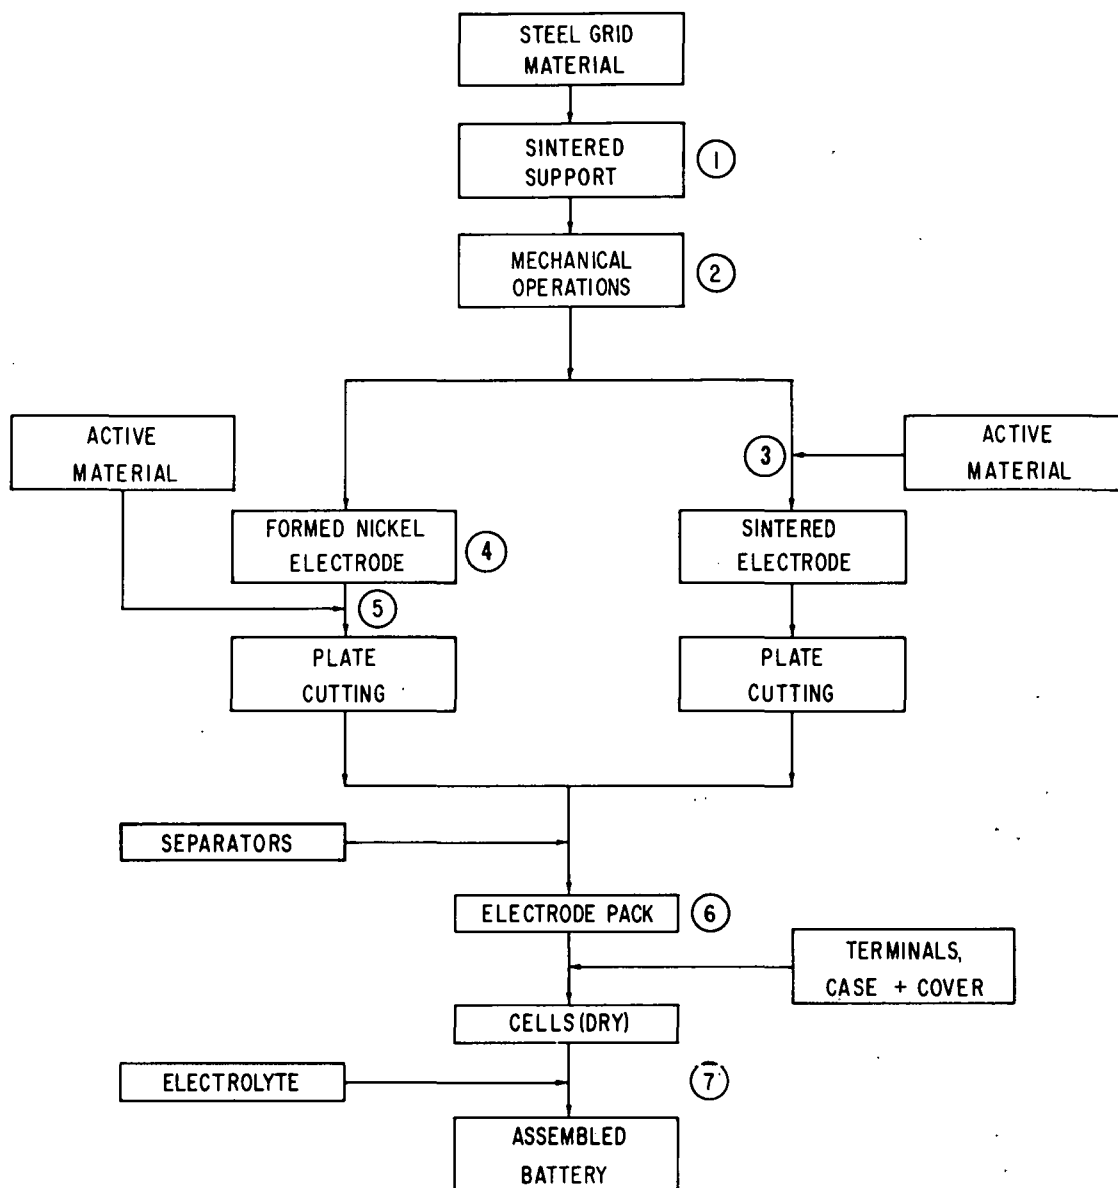 STEEL GRID
MATERIAL
SINTERED
SUPPORT
1
MECHANICAL
OPERATIONS
2
ACTIVE
MATERIAL
3
ACTIVE
MATERIAL
FORMED NICKEL
ELECTRODE
4
SINTERED
ELECTRODE
5
PLATE
CUTTING
PLATE
CUTTING
SEPARATORS
ELECTRODE PACK
6
TERMINALS,
CASE + COVER
CELLS (DRY)
ELECTROLYTE
7
ASSEMBLED
BATTERY